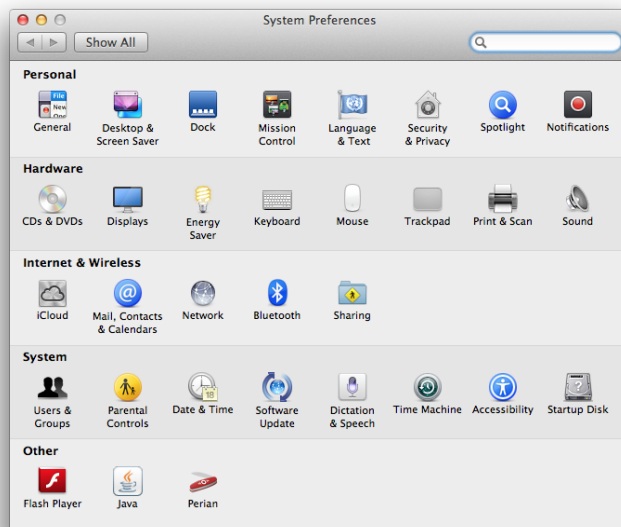 System Preferences
Show All
Personal
General
Desktop & Screen Saver
Dock
Mission Control
Language & Text
Security & Privacy
Spotlight
Notifications
Hardware
CDs & DVDs
Displays
Energy Saver
Keyboard
Mouse
Trackpad
Print & Scan
Sound
Internet & Wireless
iCloud
Mail, Contacts & Calendars
Network
Bluetooth
Sharing
System
Users & Groups
Parental Controls
Date & Time
18
Software Update
Dictation & Speech
Time Machine
Accessibility
Startup Disk
Other
Flash Player
Java
Perian